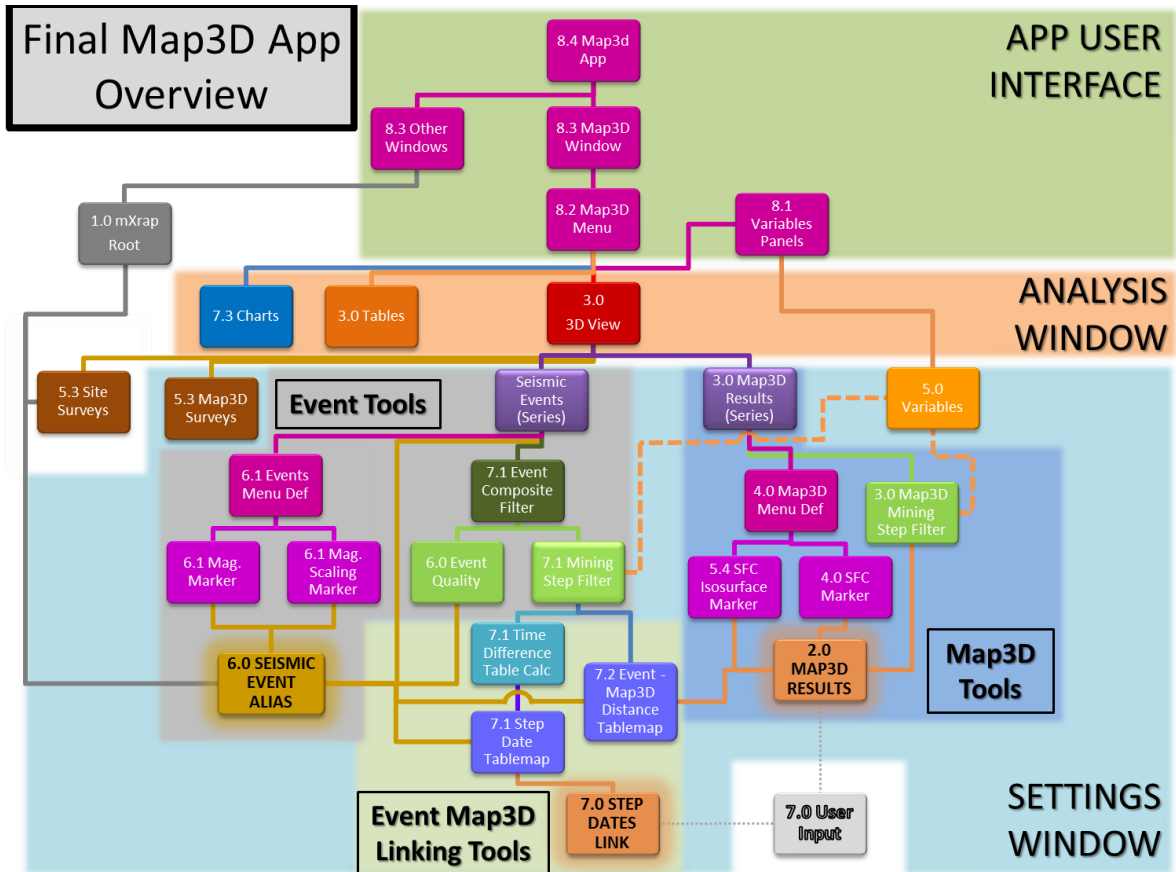 Final Map3D App
Overview
APP USER
INTERFACE
8.4 Map3d
App
8.3 Other
Windows
8.3 Map3D
Window
1.0 mXrap
Root
8.2 Map3D
Menu
8.1
Variables
Panels
ANALYSIS
WINDOW
7.3 Charts
3.0 Tables
3.0
3D View
5.3 Site
Surveys
5.3 Map3D
Surveys
Event Tools
Seismic
Events
(Series)
3.0 Map3D
Results
(Series)
5.0
Variables
6.1 Events
Menu Def
7.1 Event
Composite
Filter
4.0 Map3D
Menu Def
3.0 Map3D
Mining
Step Filter
6.1 Mag.
Marker
6.1 Mag.
Scaling
Marker
6.0 Event
Quality
7.1 Mining
Step Filter
5.4 SFC
Isosurface
Marker
4.0 SFC
Marker
6.0 SEISMIC
EVENT
ALIAS
7.1 Time
Difference
Table Calc
7.2 Event -
Map3D
Distance
Tablemap
2.0
MAP3D
RESULTS
Map3D
Tools
7.1 Step
Date
Tablemap
Event Map3D
Linking Tools
7.0 STEP
DATES
LINK
7.0 User
Input
SETTINGS
WINDOW